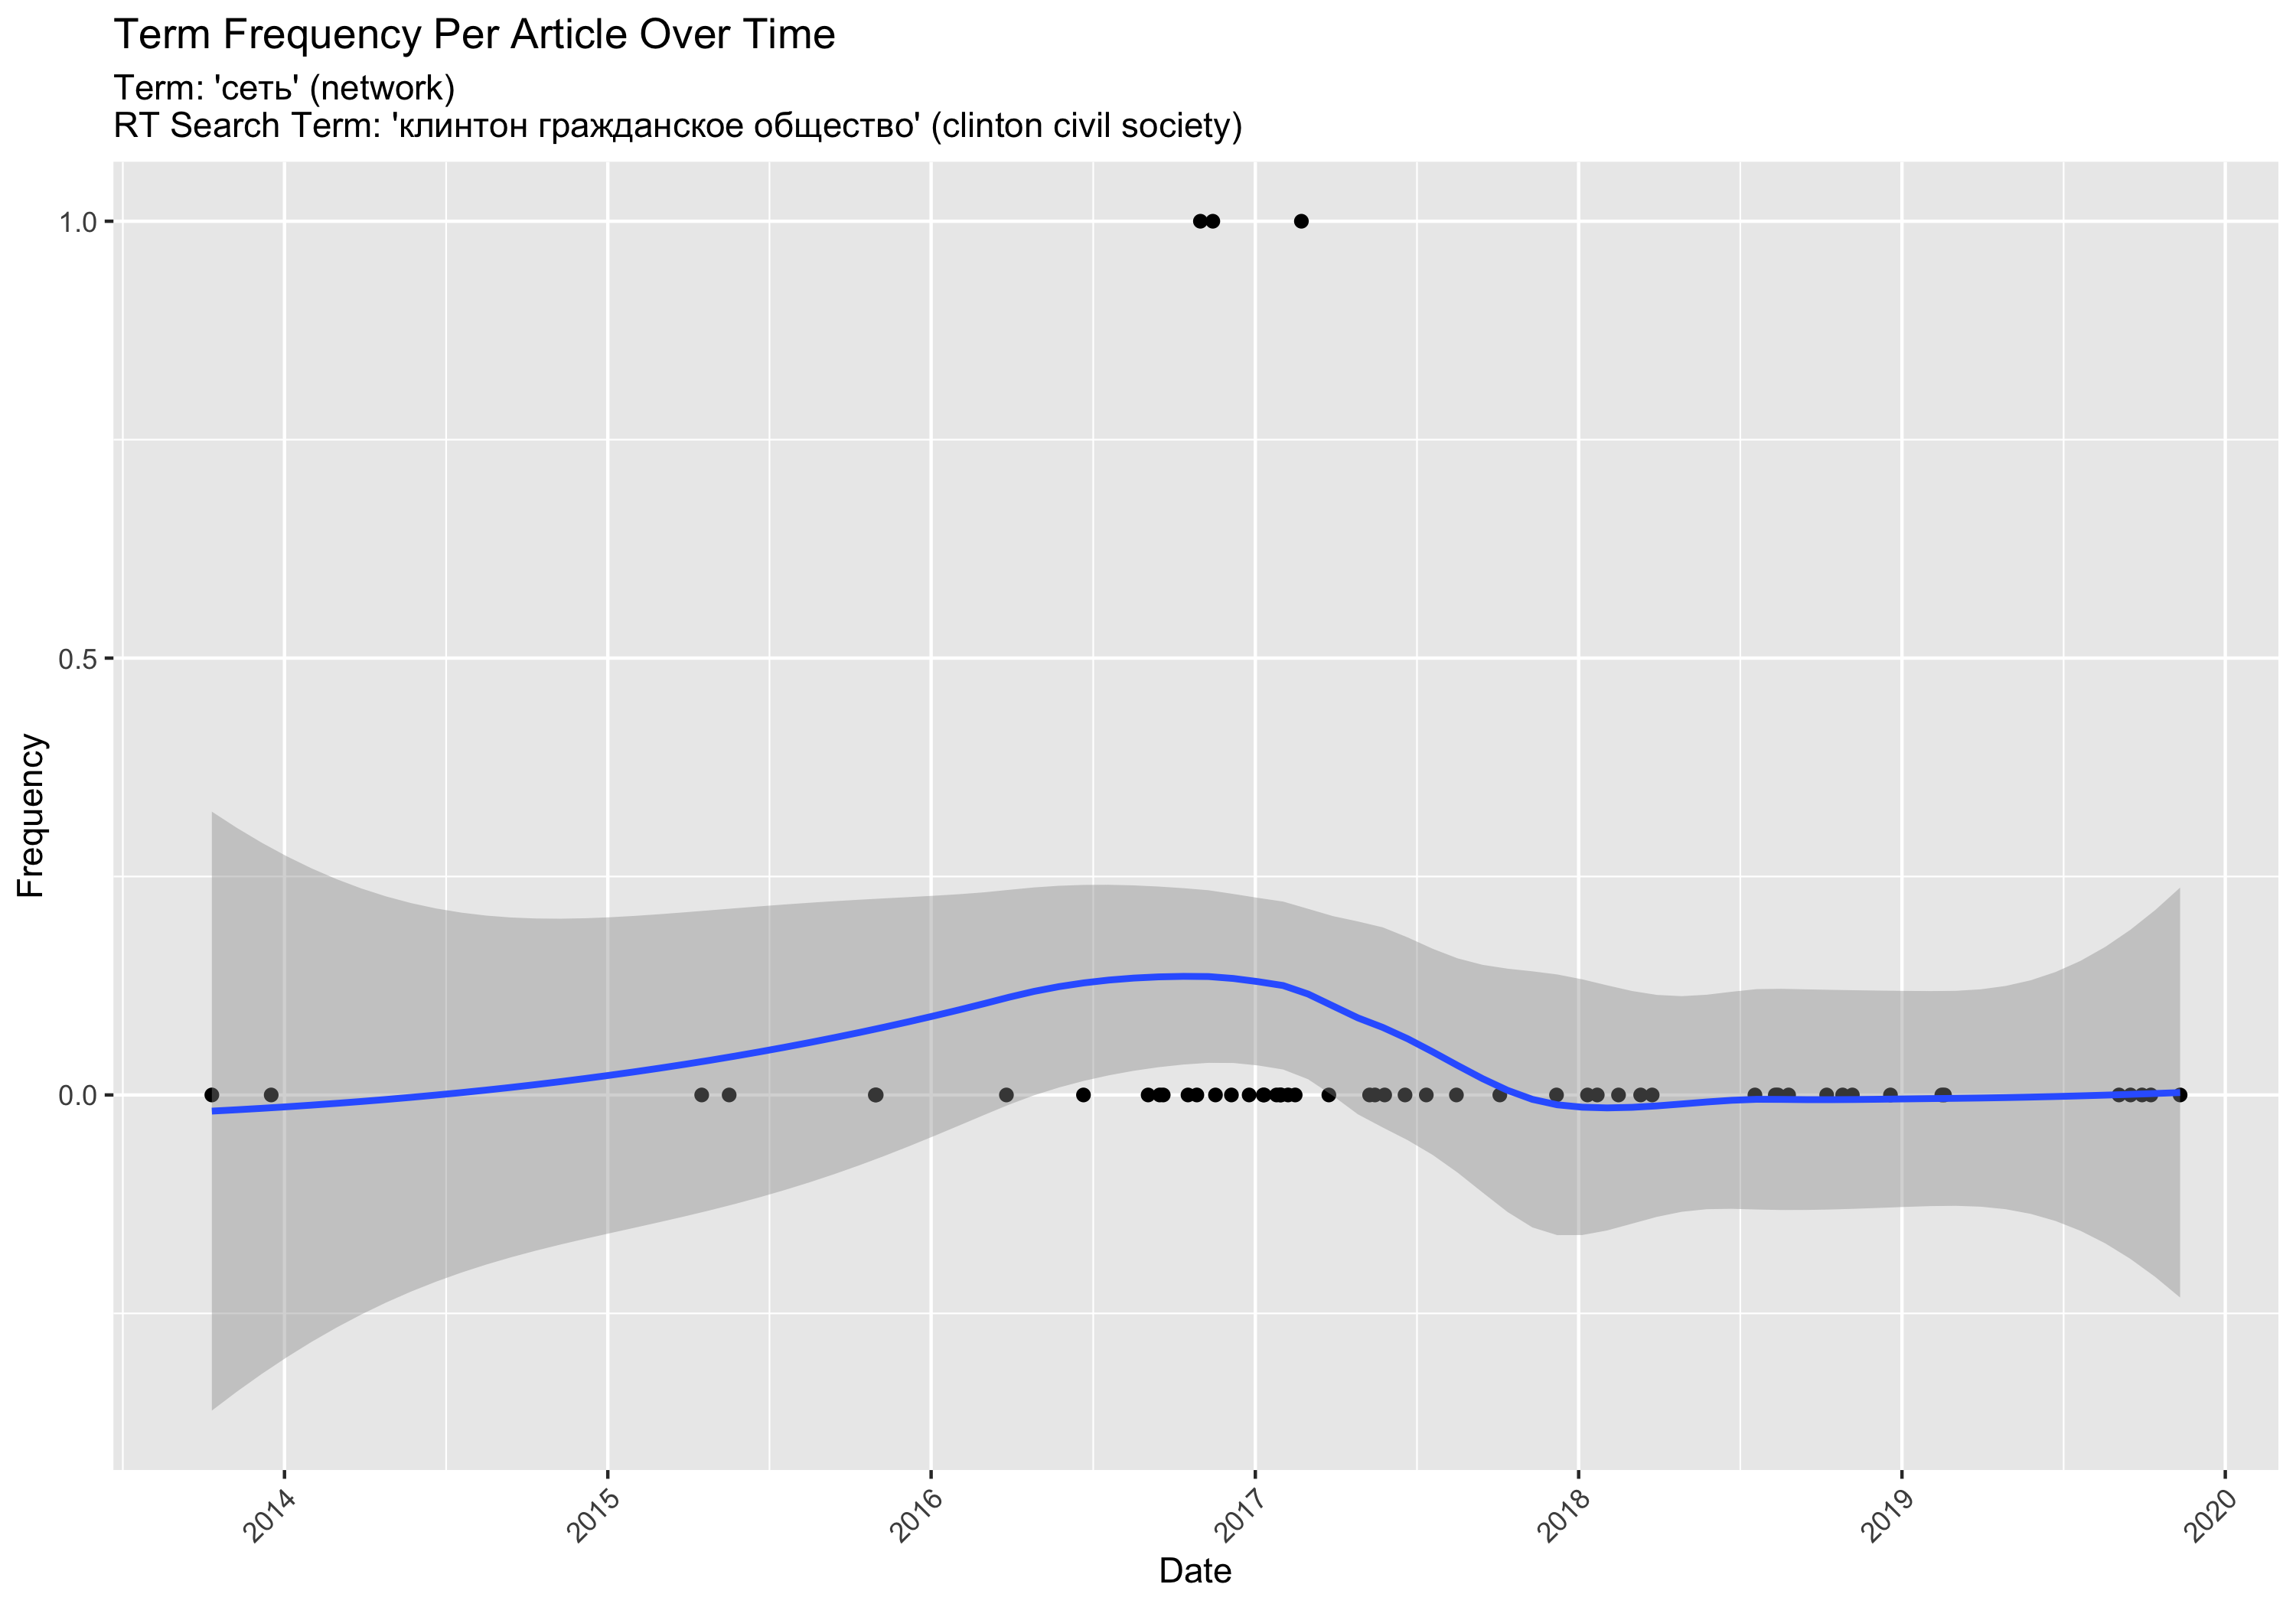 Term Frequency Per Article Over Time
Term: 'сеть' (network)
RT Search Term: 'клинтон гражданское общество' (clinton civil society)
1.0
0.5
0.0
Frequency
2014
2015
2016
2017
2018
2019
2020
Date